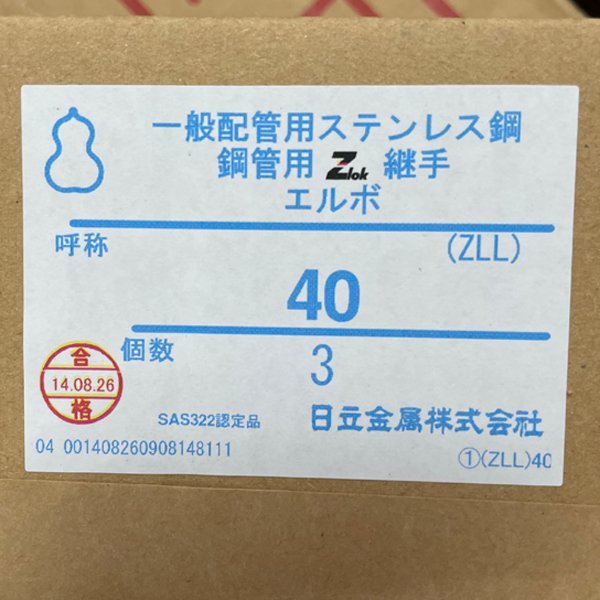 一般配管用ステンレス鋼
鋼管用 Zlok 継手
エルボ
呼称 (ZLL)
40
個数 3
合
14.08.26
格
SAS322認定品 日立金属株式会社
04 001408260908148111 ①(ZLL)40